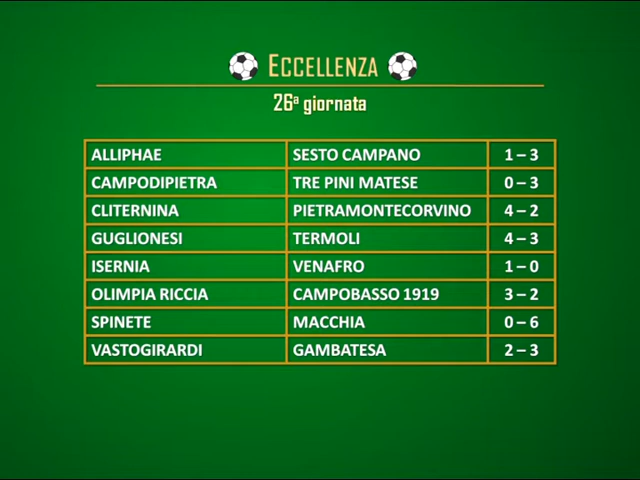 ECCELLENZA
26ª giornata
ALLIPHAE SESTO CAMPANO 1 – 3
CAMPODIPIETRA TRE PINI MATESE 0 – 3
CLITERNINA PIETRAMONTECORVINO 4 – 2
GUGLIONESI TERMOLI 4 – 3
ISERNIA VENAFRO 1 – 0
OLIMPIA RICCIA CAMPOBASSO 1919 3 – 2
SPINETE MACCHIA 0 – 6
VASTOGIRARDI GAMBATESA 2 – 3